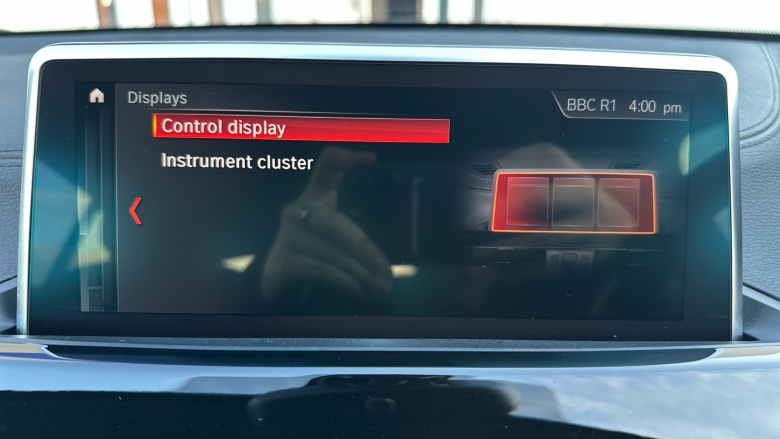 Displays
BBC R1 4:00 pm
Control display
Instrument cluster